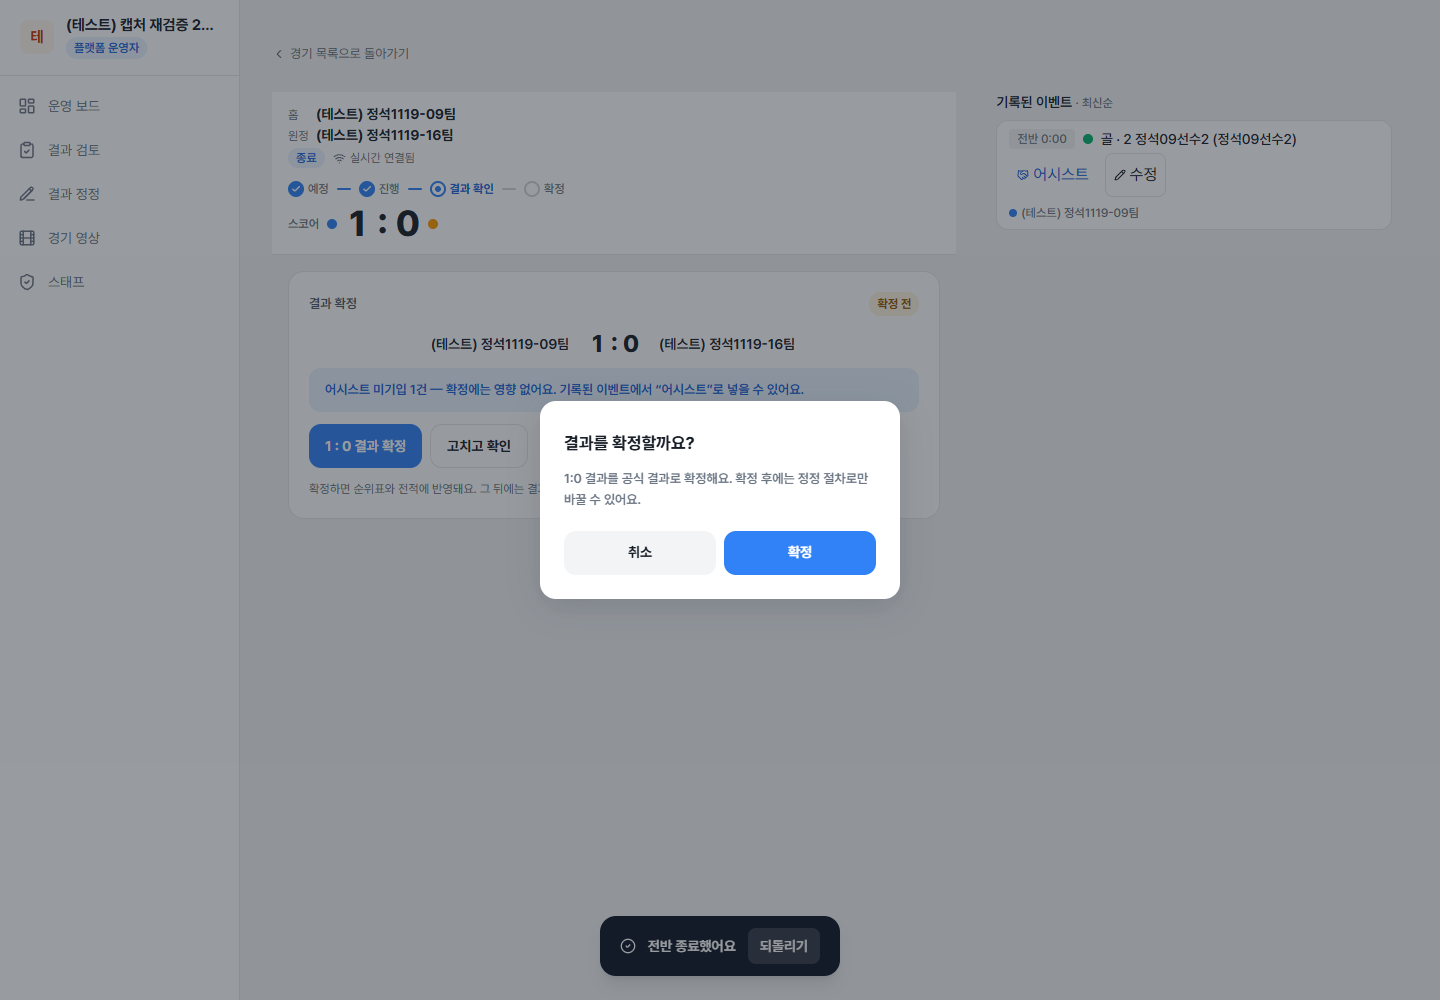 테
(테스트) 캡처 재검증 2...
플랫폼 운영자
운영 보드
결과 검토
결과 정정
경기 영상
스태프
경기 목록으로 돌아가기
홈 (테스트) 정석1119-09팀
원정 (테스트) 정석1119-16팀
종료 실시간 연결됨
예정 진행 결과 확인 확정
스코어 1 : 0
결과 확정 확정 전
(테스트) 정석1119-09팀 1 : 0 (테스트) 정석1119-16팀
어시스트 미기입 1건 — 확정에는 영향 없어요. 기록된 이벤트에서 “어시스트”로 넣을 수 있어요.
1 : 0 결과 확정 고치고 확인
확정하면 순위표와 전적에 반영돼요. 그 뒤에는
기록된 이벤트 · 최신순
전반 0:00 골 · 2 정석09선수2 (정석09선수2)
어시스트 수정
(테스트) 정석1119-09팀
결과를 확정할까요?
1:0 결과를 공식 결과로 확정해요. 확정 후에는 정정 절차로만
바꿀 수 있어요.
취소 확정
전반 종료했어요 되돌리기